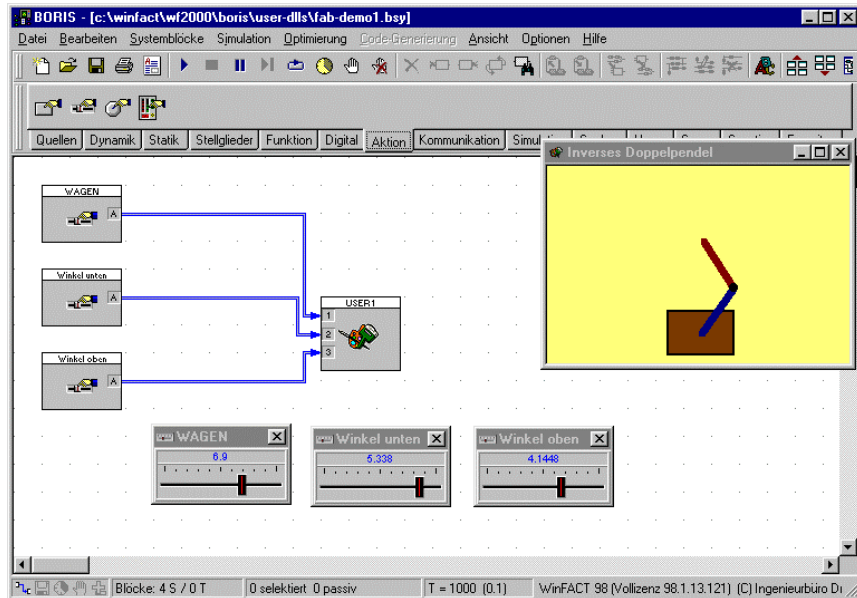 BORIS - [c:\winfact\wf2000\boris\user-dlls\fab-demo1.bsy]
Datei Bearbeiten Systemblöcke Simulation Optimierung Code-Generierung Ansicht Optionen Hilfe
Quellen Dynamik Statik Stellglieder Funktion Digital Aktion Kommunikation
Inverses Doppelpendel
WAGEN
A
Winkel unten
A
Winkel oben
A
USER1
1
2
3
WAGEN
6.9
Winkel unten
5.338
Winkel oben
4.1448
Blöcke: 4 S / 0 T 0 selektiert 0 passiv T = 1000 (0.1) WinFACT 98 (Vollizenz 98.1.13.121) (C) Ingenieurbüro